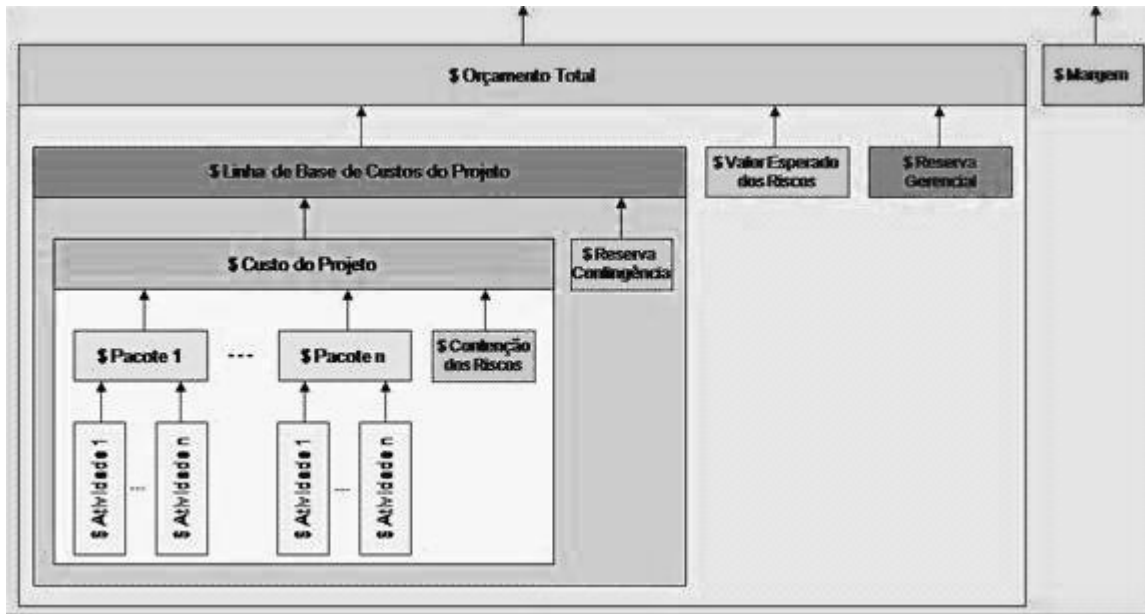 $ Orçamento Total
$ Margem
$ Linha de Base de Custos do Projeto
$ Valor Esperado
dos Riscos
$ Reserva
Gerencial
$ Custo do Projeto
$ Reserva
Contingência
$ Pacote 1
---
$ Pacote n
$ Contenção
dos Riscos
$ Atividade 1
...
$ Atividade n
$ Atividade 1
...
$ Atividade n